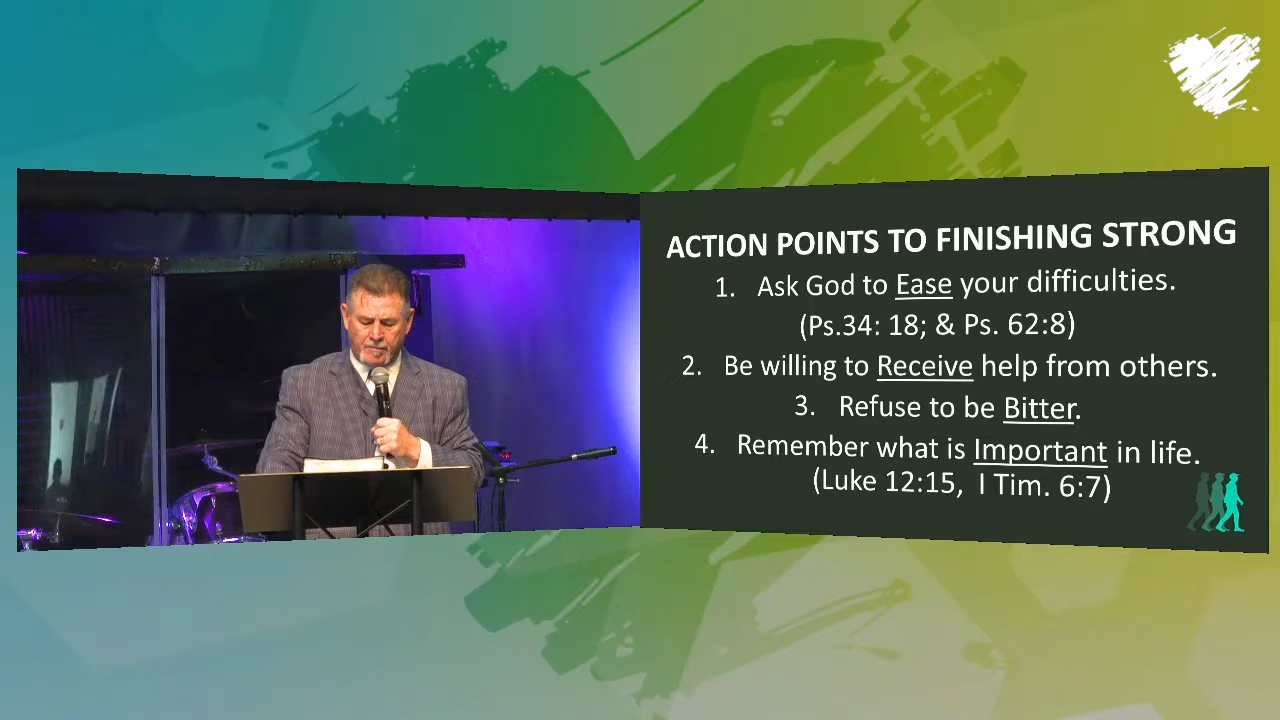 ACTION POINTS TO FINISHING STRONG
1. Ask God to Ease your difficulties.
(Ps.34: 18; & Ps. 62:8)
2. Be willing to Receive help from others.
3. Refuse to be Bitter.
4. Remember what is Important in life.
(Luke 12:15, I Tim. 6:7)